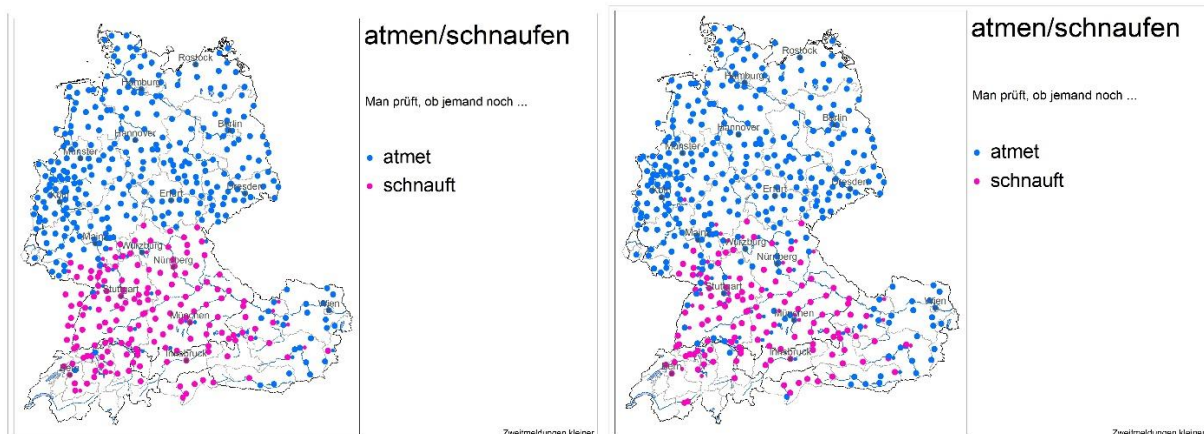 atmen/schnaufen
Man prüft, ob jemand noch ...
atmet
schnauft
Rostock
Hamburg
Berlin
Hannover
Münster
Köln
Erfurt
Dresden
Mainz
Würzburg
Nürnberg
Stuttgart
Wien
München
Innsbruck
Bern
Zweitmeldungen kleiner
atmen/schnaufen
Man prüft, ob jemand noch ...
atmet
schnauft
Rostock
Hamburg
Berlin
Hannover
Münster
Köln
Erfurt
Dresden
Mainz
Würzburg
Nürnberg
Stuttgart
Wien
München
Innsbruck
Bern
Zweitmeldungen kleiner